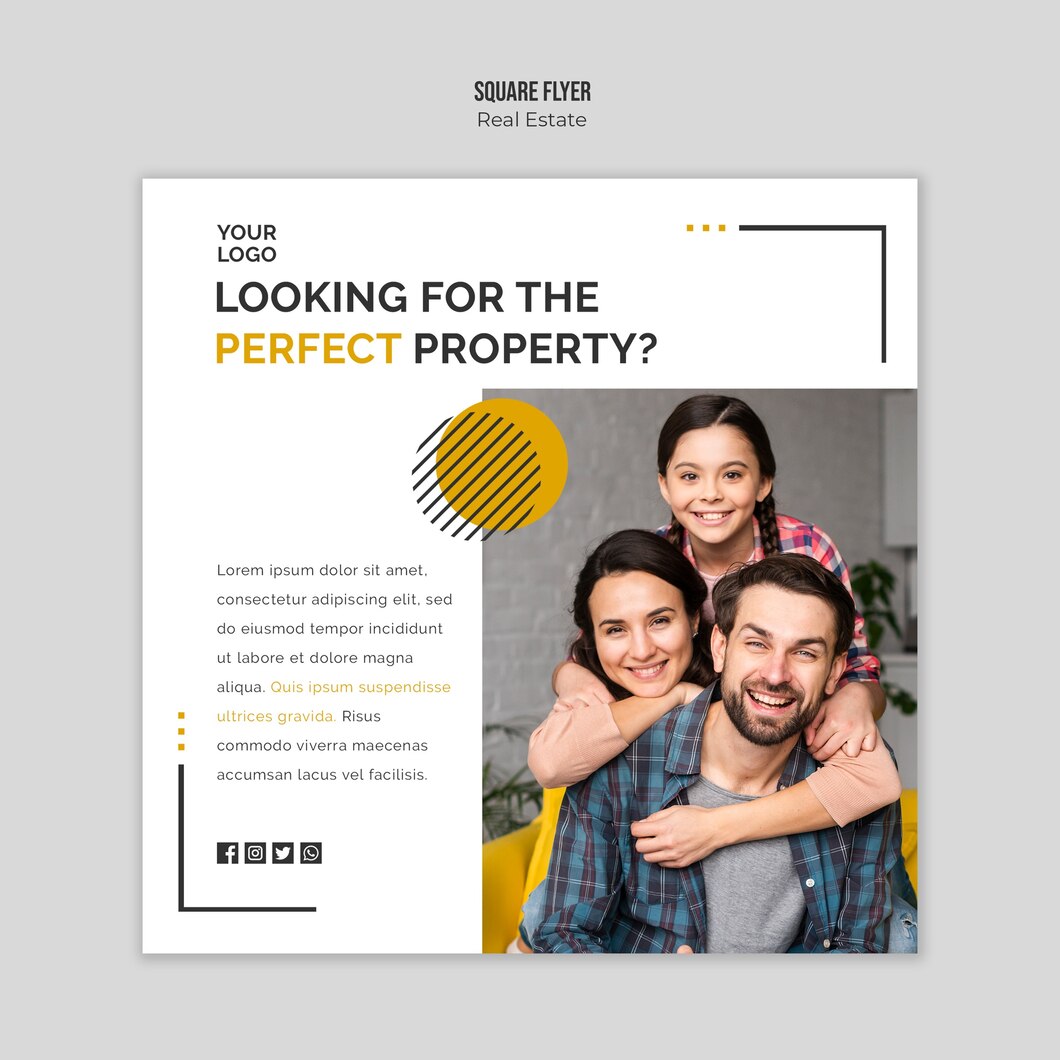 SQUARE FLYER
Real Estate
YOUR
LOGO
LOOKING FOR THE
PERFECT PROPERTY?
Lorem ipsum dolor sit amet,
consectetur adipiscing elit, sed
do eiusmod tempor incididunt
ut labore et dolore magna
aliqua. Quis ipsum suspendisse
ultrices gravida. Risus
commodo viverra maecenas
accumsan lacus vel facilisis.